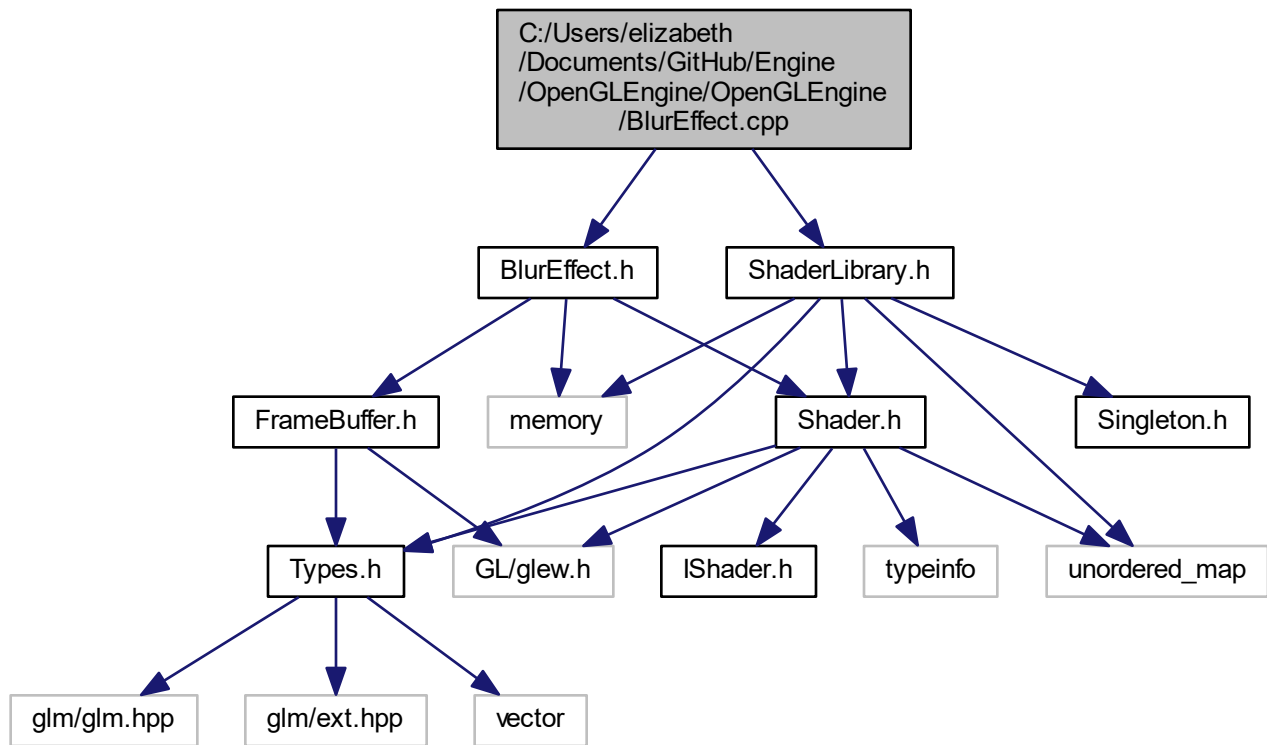 C:/Users/elizabeth
/Documents/GitHub/Engine
/OpenGLEngine/OpenGLEngine
/BlurEffect.cpp
BlurEffect.h
ShaderLibrary.h
FrameBuffer.h
memory
Shader.h
Singleton.h
Types.h
GL/glew.h
IShader.h
typeinfo
unordered_map
glm/glm.hpp
glm/ext.hpp
vector